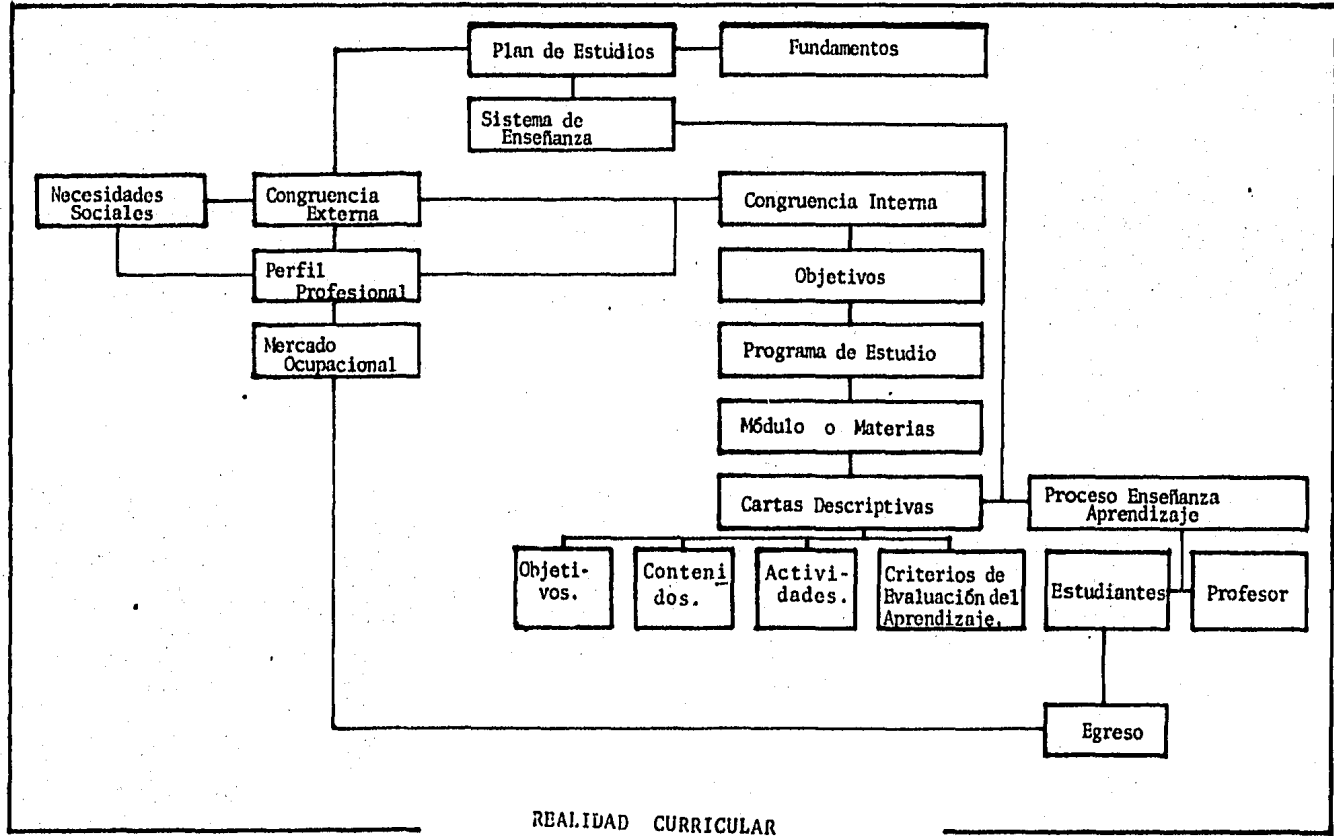 Plan de Estudios
Fundamentos
Sistema de
Enseñanza
Necesidades
Sociales
Congruencia
Externa
Congruencia Interna
Perfil
Profesional
Objetivos
Mercado
Ocupacional
Programa de Estudio
Módulo o Materias
Cartas Descriptivas
Proceso Enseñanza
Aprendizaje
Objeti-
vos.
Conteni
dos.
Activi-
dades.
Criterios de
Evaluación del
Aprendizaje.
Estudiantes
Profesor
Egreso
REALIDAD CURRICULAR